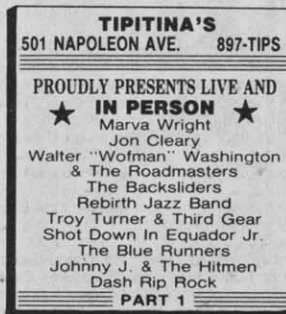 TIPITINA'S
501 NAPOLEON AVE. 897-TIPS
PROUDLY PRESENTS LIVE AND
IN PERSON
Marva Wright
Jon Cleary
Walter "Wofman" Washington
& The Roadmasters
The Backsliders
Rebirth Jazz Band
Troy Turner & Third Gear
Shot Down In Equador Jr.
The Blue Runners
Johnny J. & The Hitmen
Dash Rip Rock
PART 1